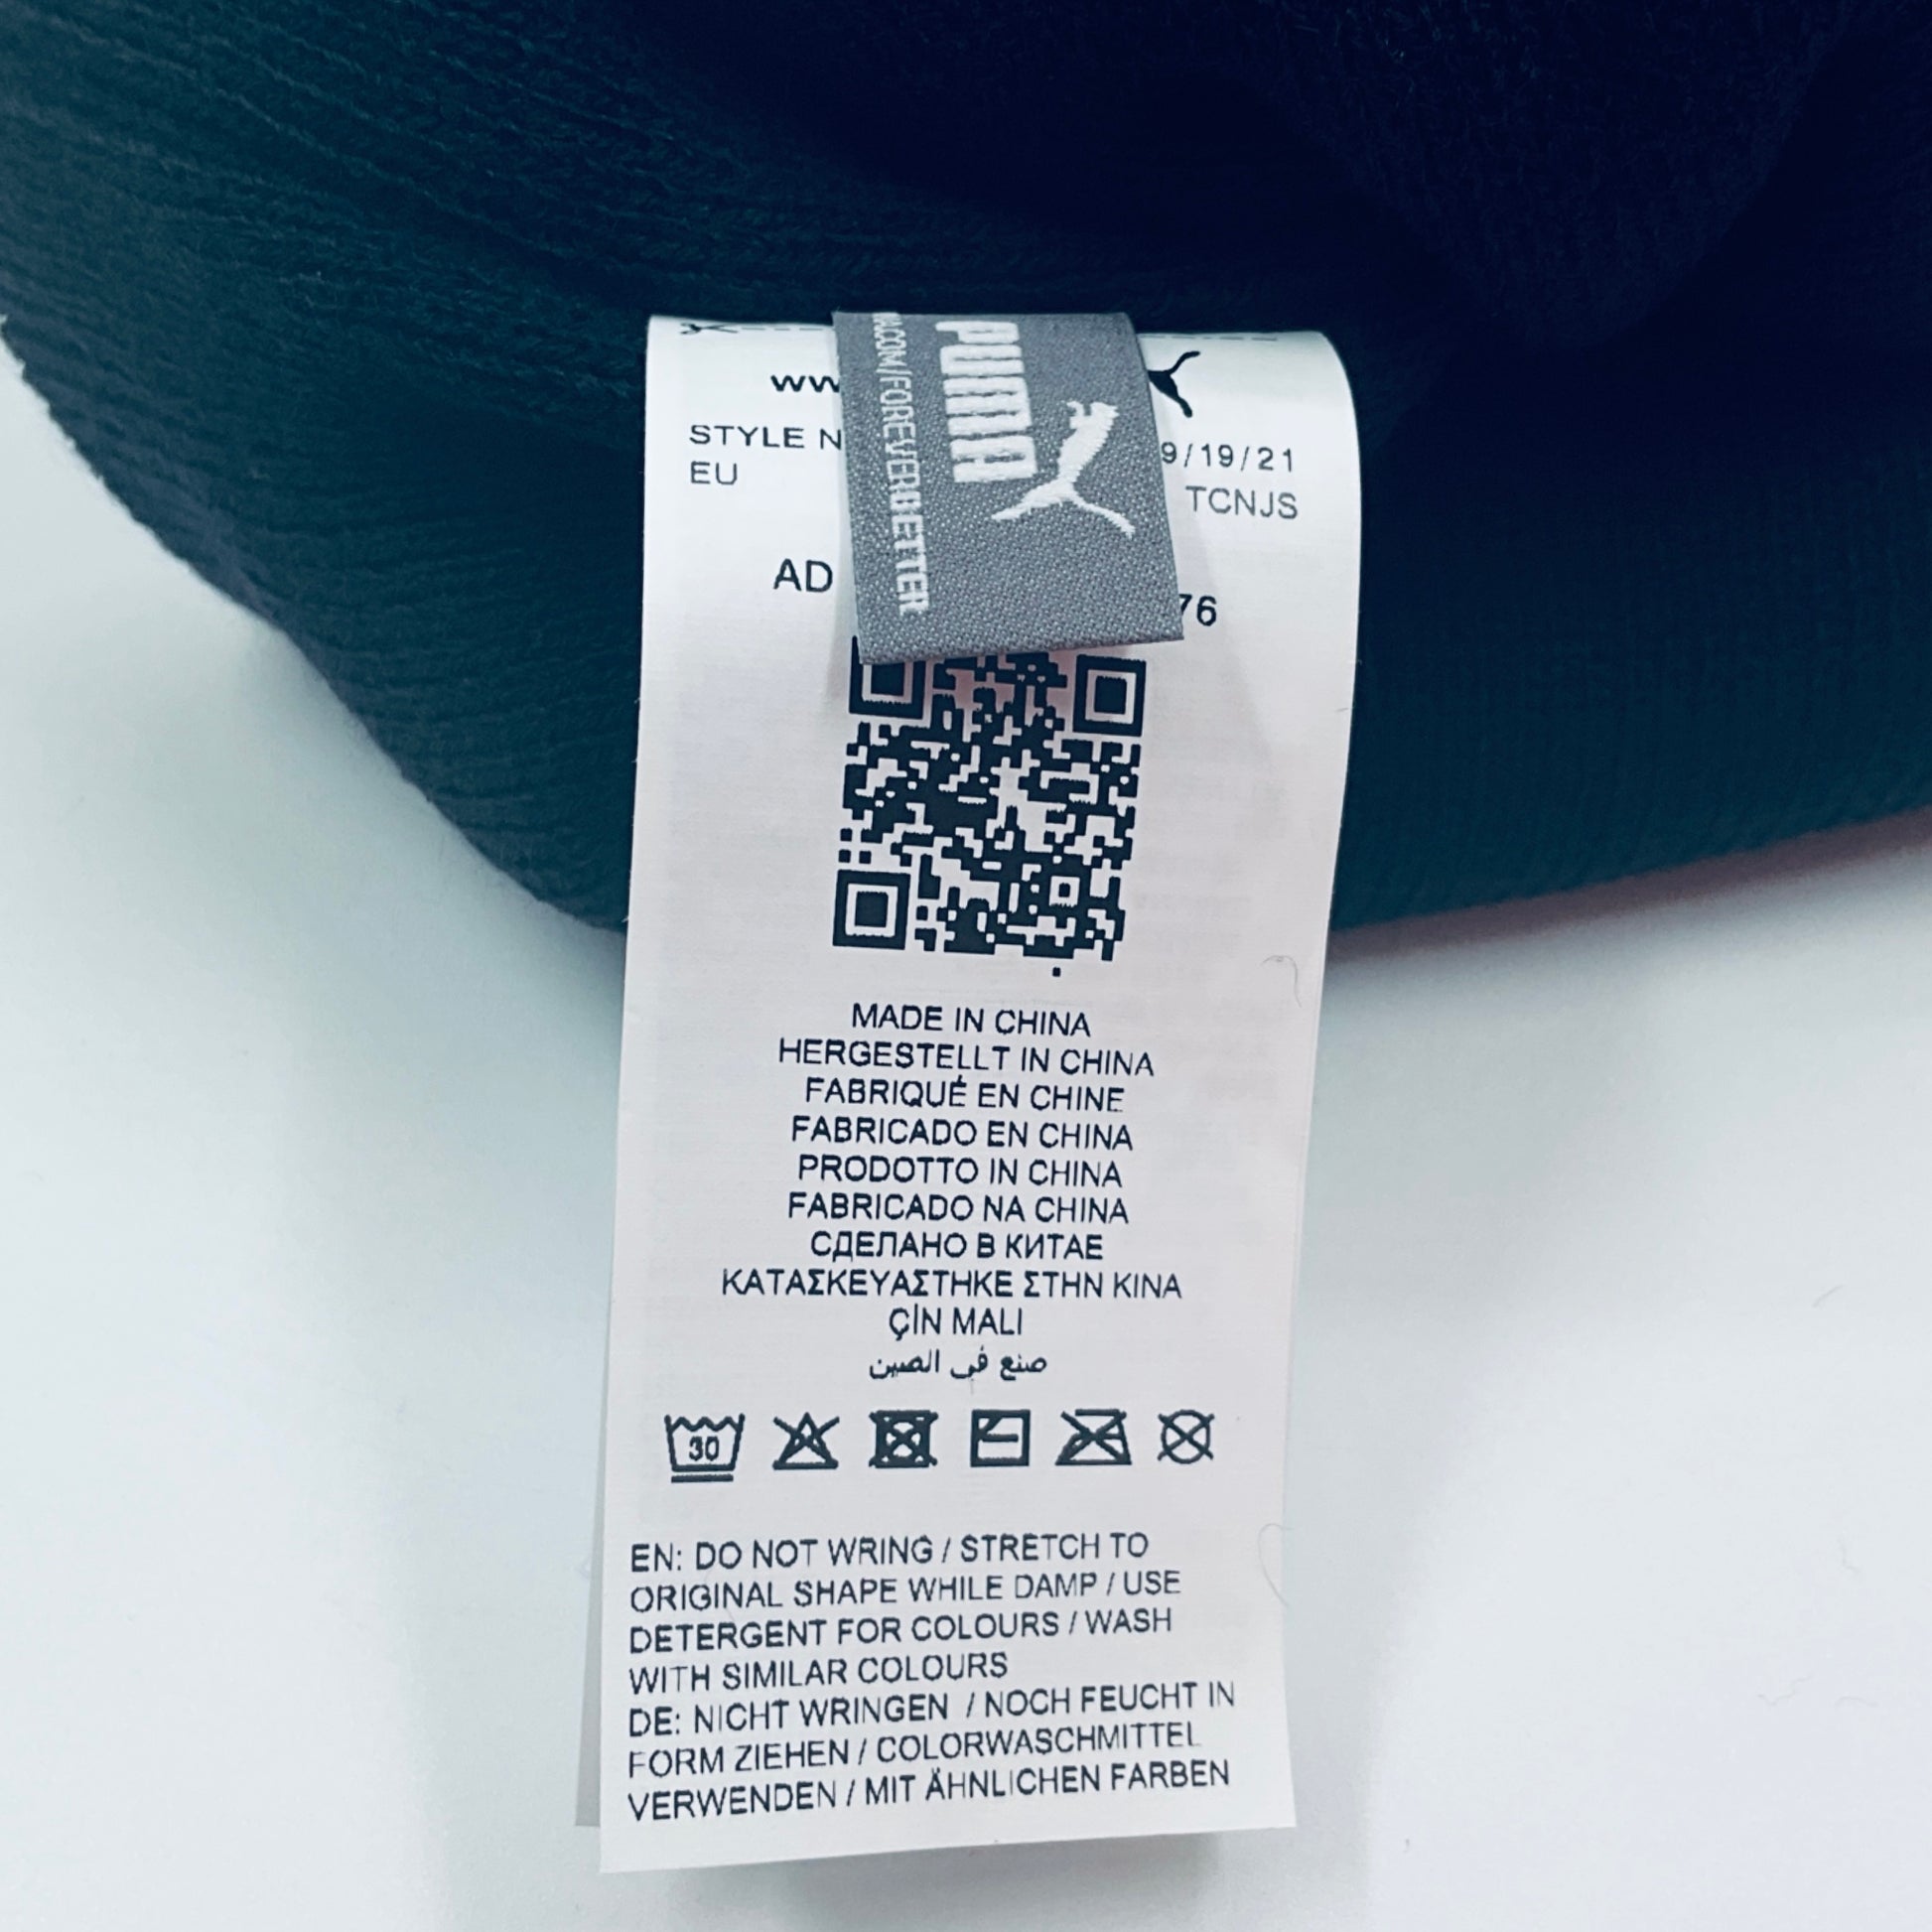 PUMA
.COM/FOREVERBETTER
STYLE
9/19/21
EU
TCNJS
AD
76
MADE IN CHINA
HERGESTELLT IN CHINA
FABRIQUÉ EN CHINE
FABRICADO EN CHINA
PRODOTTO IN CHINA
FABRICADO NA CHINA
СДЕЛАНО В КИТАЕ
ΚΑΤΑΣΚΕΥΑΣΤΗΚΕ ΣΤΗΝ ΚΙΝΑ
ÇİN MALI
صنع في الصين
30
EN: DO NOT WRING / STRETCH TO
ORIGINAL SHAPE WHILE DAMP / USE
DETERGENT FOR COLOURS / WASH
WITH SIMILAR COLOURS
DE: NICHT WRINGEN / NOCH FEUCHT IN
FORM ZIEHEN / COLORWASCHMITTEL
VERWENDEN / MIT ÄHNLICHEN FARBEN